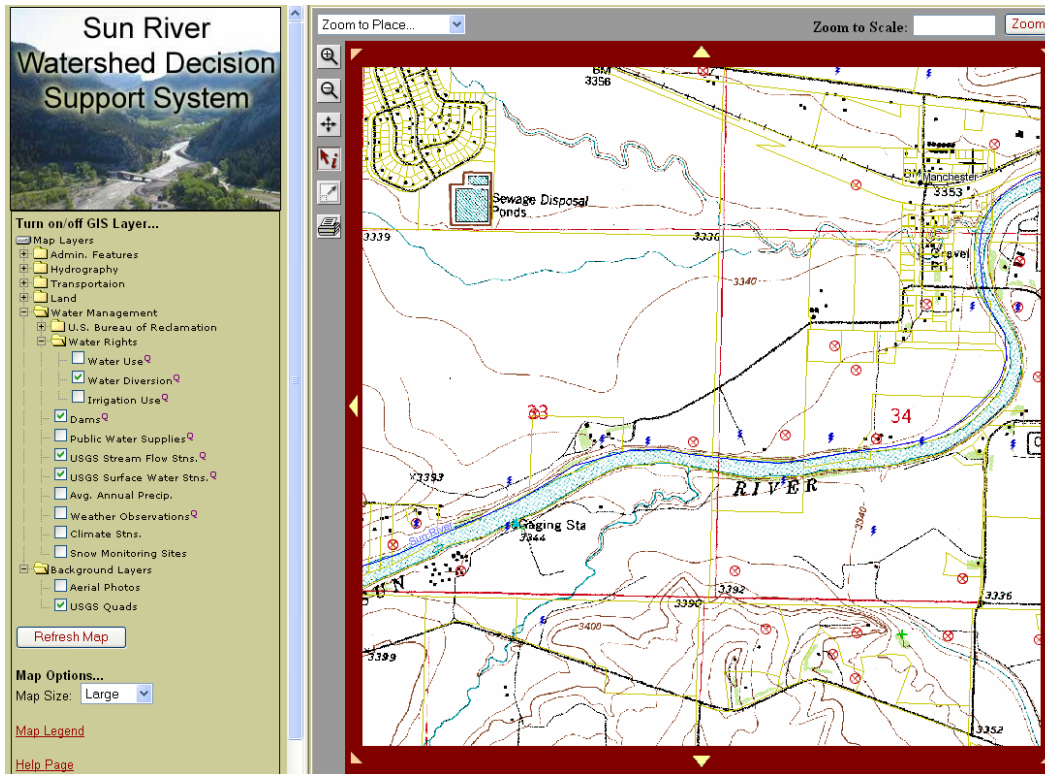 Sun River
Watershed Decision
Support System
Turn on/off GIS Layer...
Map Layers
Admin. Features
Hydrography
Transportaion
Land
Water Management
U.S. Bureau of Reclamation
Water Rights
Water Use Q
Water Diversion Q
Irrigation Use Q
Dams Q
Public Water Supplies Q
USGS Stream Flow Stns. Q
USGS Surface Water Stns. Q
Avg. Annual Precip.
Weather Observations Q
Climate Stns.
Snow Monitoring Sites
Background Layers
Aerial Photos
USGS Quads
Refresh Map
Map Options...
Map Size: Large
Map Legend
Help Page
Zoom to Place...
Zoom to Scale:
Zoom
BM
3356
Manchester
3353
Sewage Disposal
Ponds
3339
3336
Gravel
Pit
3340
33
34
RIVER
Gaging Sta
3344
Sun River
3340
SUN
3390
3392
3336
3400
3399
3352